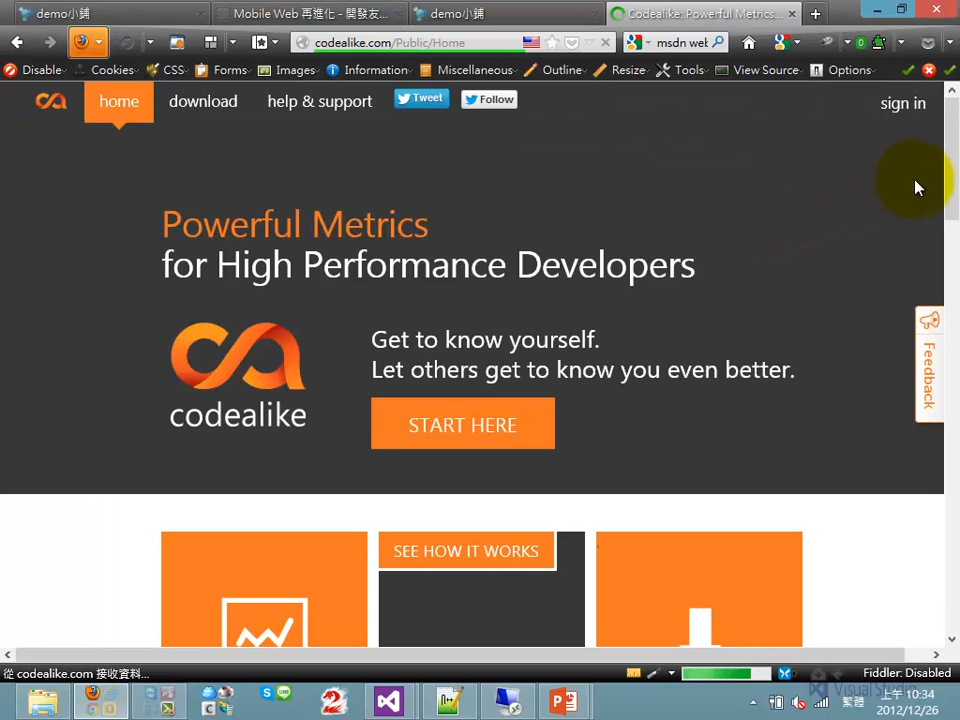 demo小鋪
Mobile Web 再進化 - 開發友...
demo小鋪
Codealike: Powerful Metrics...
codealike.com/Public/Home
msdn web
0
Disable
Cookies
CSS
Forms
Images
Information
Miscellaneous
Outline
Resize
Tools
View Source
Options
home
download
help & support
Tweet
Follow
sign in
Powerful Metrics
for High Performance Developers
Get to know yourself.
Let others get to know you even better.
codealike
START HERE
Feedback
SEE HOW IT WORKS
從 codealike.com 接收資料...
Fiddler: Disabled
繁體
上午 10:34
2012/12/26